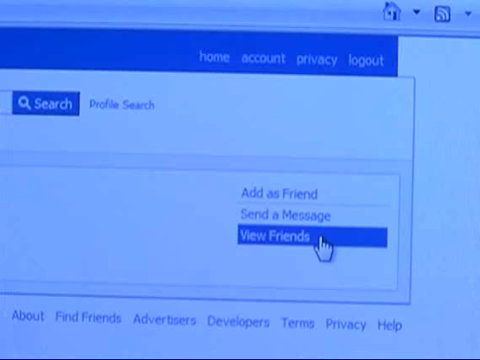 home account privacy logout
Search Profile Search
Add as Friend
Send a Message
View Friends
About Find Friends Advertisers Developers Terms Privacy Help